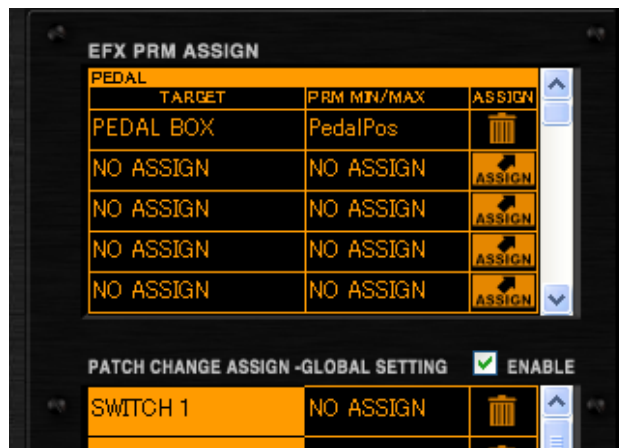 EFX PRM ASSIGN
PEDAL
TARGET PRM MIN/MAX ASSIGN
PEDAL BOX PedalPos
NO ASSIGN NO ASSIGN ASSIGN
NO ASSIGN NO ASSIGN ASSIGN
NO ASSIGN NO ASSIGN ASSIGN
NO ASSIGN NO ASSIGN ASSIGN
PATCH CHANGE ASSIGN -GLOBAL SETTING ENABLE
SWITCH 1 NO ASSIGN